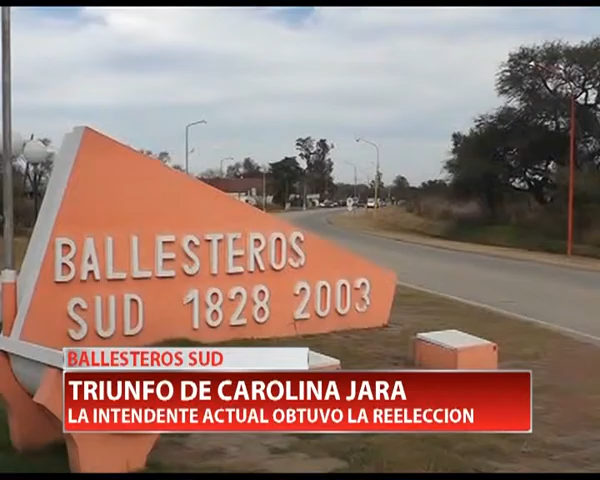 BALLESTEROS
SUD 1828 2003
BALLESTEROS SUD
TRIUNFO DE CAROLINA JARA
LA INTENDENTE ACTUAL OBTUVO LA REELECCION